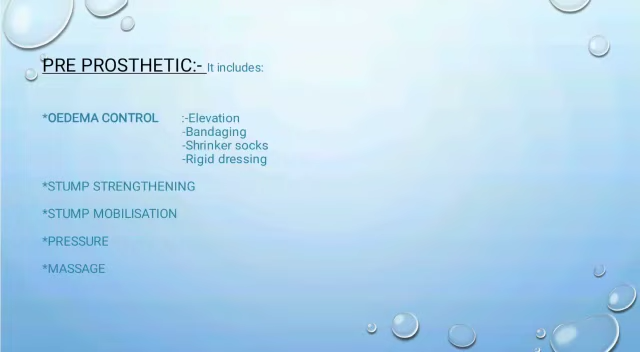 PRE PROSTHETIC:- It includes:
*OEDEMA CONTROL :-Elevation
-Bandaging
-Shrinker socks
-Rigid dressing
*STUMP STRENGTHENING
*STUMP MOBILISATION
*PRESSURE
*MASSAGE